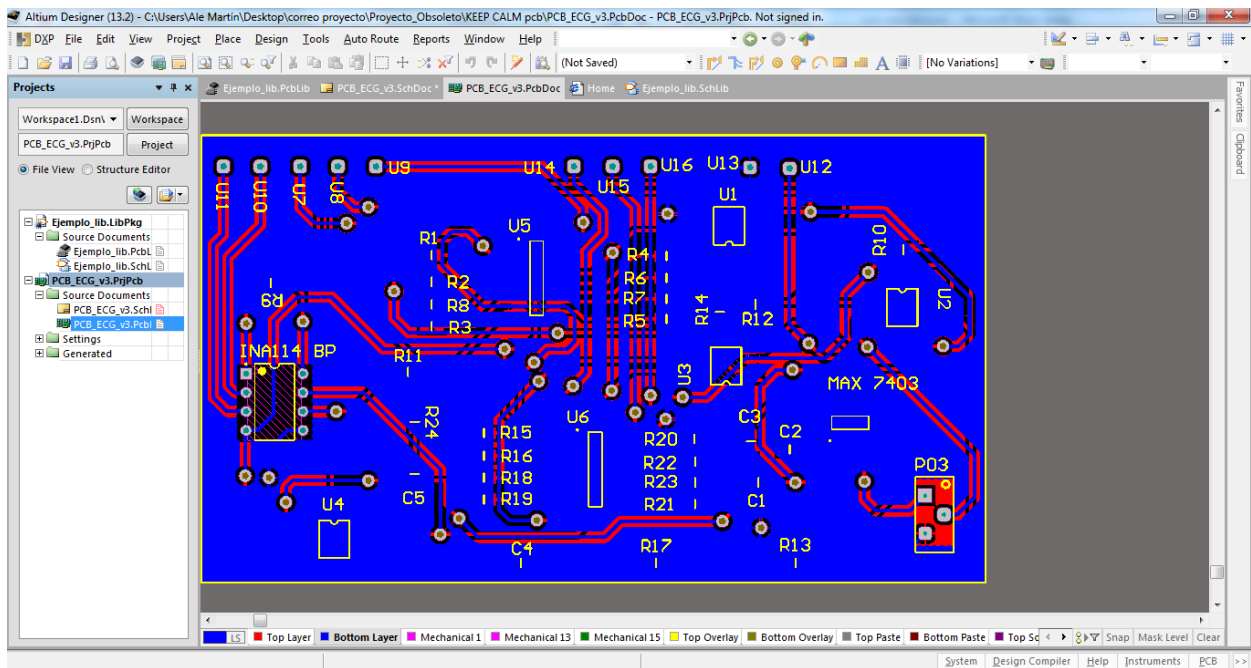 Altium Designer (13.2) - C:\Users\Ale Martín\Desktop\correo proyecto\Proyecto_Obsoleto\KEEP CALM pcb\PCB_ECG_v3.PcbDoc - PCB_ECG_v3.PrjPcb. Not signed in.
DXP File Edit View Project Place Design Tools Auto Route Reports Window Help
(Not Saved) [No Variations]
Projects
Ejemplo_lib.PcbLib PCB_ECG_v3.SchDoc * PCB_ECG_v3.PcbDoc Home Ejemplo_lib.SchLib
Workspace1.DsnW Workspace
PCB_ECG_v3.PrjPcb Project
File View Structure Editor
Ejemplo_lib.LibPkg
Source Documents
Ejemplo_lib.PcbL
Ejemplo_lib.SchL
PCB_ECG_v3.PrjPcb
Source Documents
PCB_ECG_v3.Schl
PCB_ECG_v3.Pcbl
Settings
Generated
Favorites
Clipboard
U9 U14 U16 U13 U12
U11 U10 U7 U8 U15
U1
U5
R1 R4 R10
R2 R6
R9 R8 R7 R14 U2
R3 R5 R12
INA114 BP R11
U3 MAX 7403
R24 U6 C3
R15 R20 C2
R16 R22 P03
R18 R23
C5 R19 R21 C1
U4
C4 R17 R13
LS Top Layer Bottom Layer Mechanical 1 Mechanical 13 Mechanical 15 Top Overlay Bottom Overlay Top Paste Bottom Paste Top Sc Snap Mask Level Clear
System Design Compiler Help Instruments PCB >>